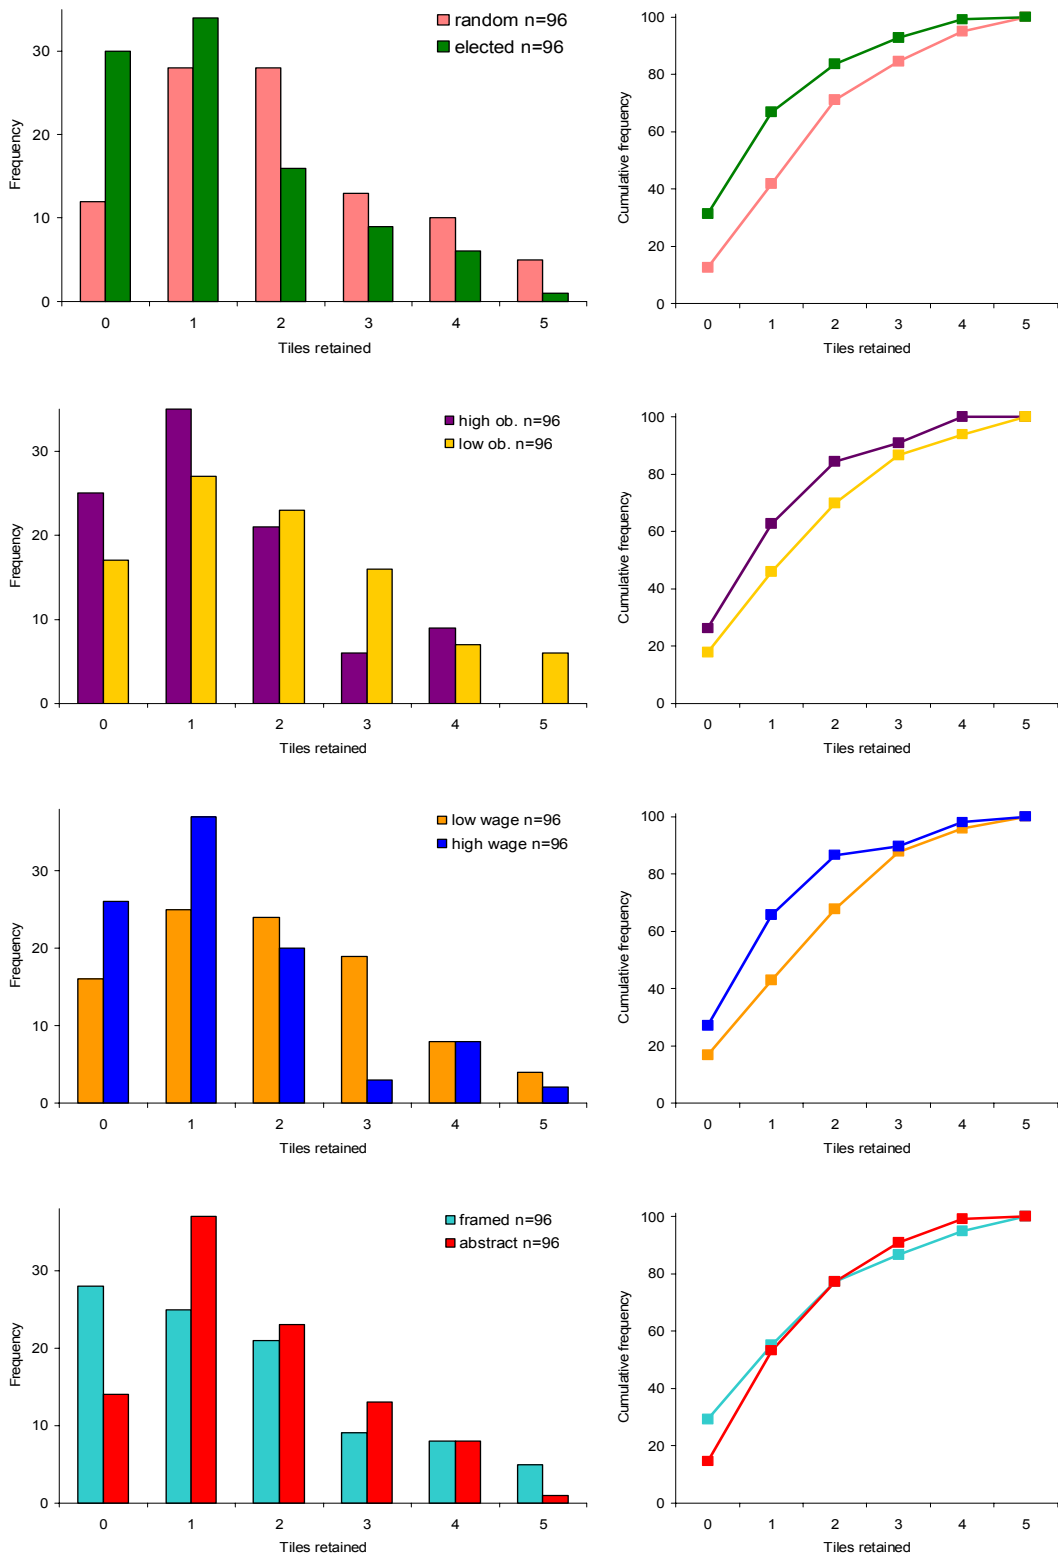 random n=96
elected n=96
Frequency
30
20
10
0
0 1 2 3 4 5
Tiles retained
Cumulative frequency
100
80
60
40
20
0
0 1 2 3 4 5
Tiles retained
high ob. n=96
low ob. n=96
Frequency
30
20
10
0
0 1 2 3 4 5
Tiles retained
Cumulative frequency
100
80
60
40
20
0
0 1 2 3 4 5
Tiles retained
low wage n=96
high wage n=96
Frequency
30
20
10
0
0 1 2 3 4 5
Tiles retained
Cumulative frequency
100
80
60
40
20
0
0 1 2 3 4 5
Tiles retained
framed n=96
abstract n=96
Frequency
30
20
10
0
0 1 2 3 4 5
Tiles retained
Cumulative frequency
100
80
60
40
20
0
0 1 2 3 4 5
Tiles retained